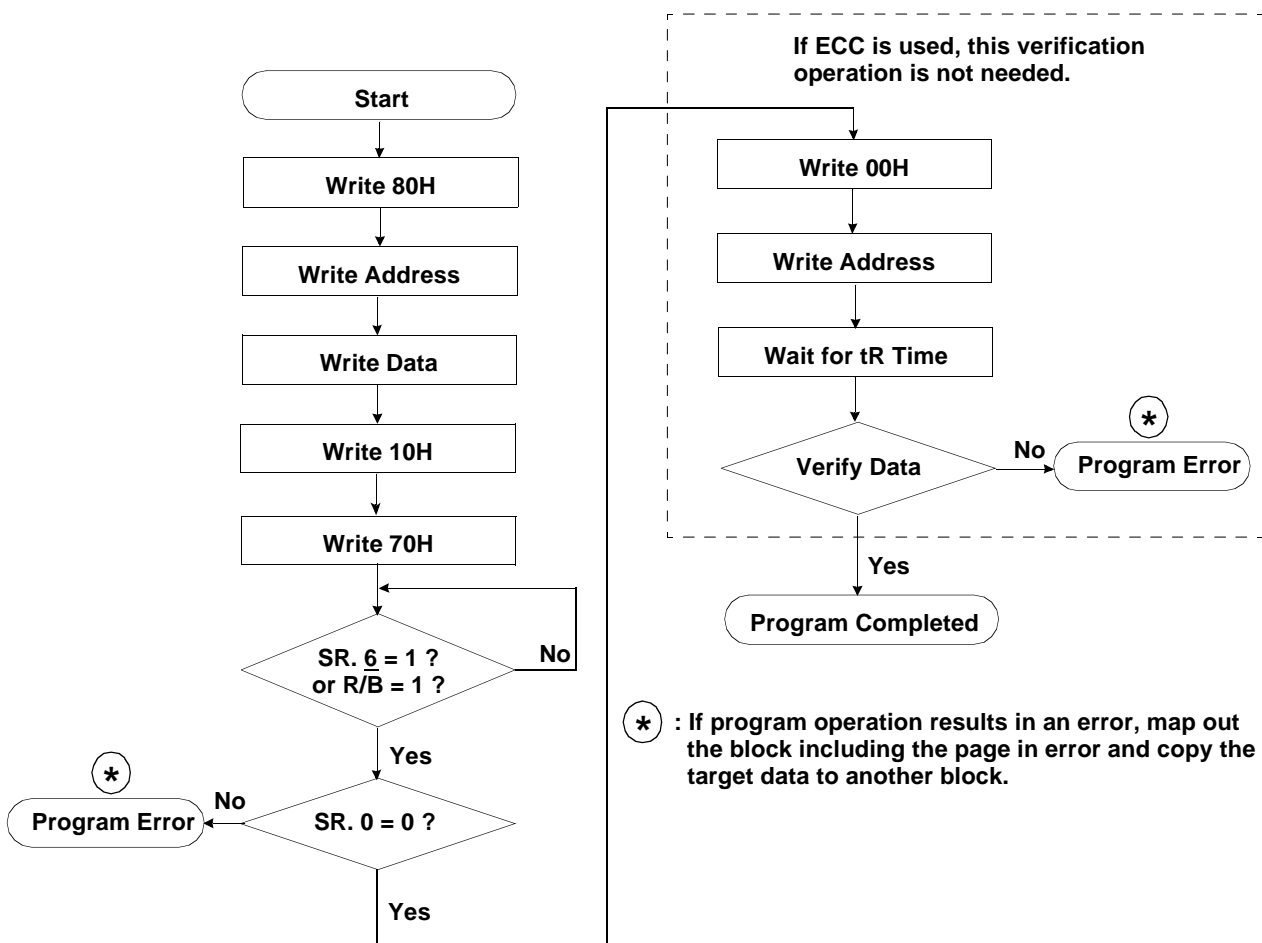 Start
Write 80H
Write Address
Write Data
Write 10H
Write 70H
SR. 6 = 1 ?
or R/B = 1 ?
No
Yes
*
No
Program Error
SR. 0 = 0 ?
Yes
If ECC is used, this verification
operation is not needed.
Write 00H
Write Address
Wait for tR Time
*
Verify Data
No
Program Error
Yes
Program Completed
* : If program operation results in an error, map out
the block including the page in error and copy the
target data to another block.